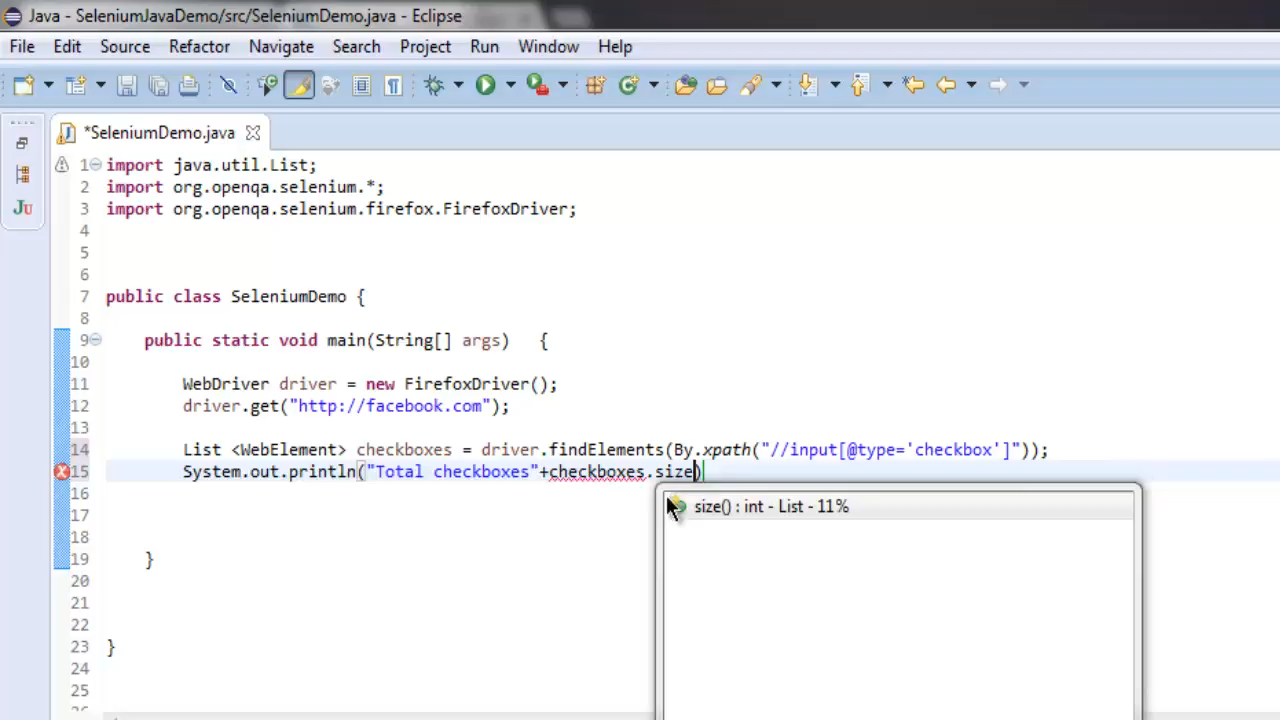 Java - SeleniumJavaDemo/src/SeleniumDemo.java - Eclipse
File Edit Source Refactor Navigate Search Project Run Window Help
*SeleniumDemo.java
1 import java.util.List;
2 import org.openqa.selenium.*;
3 import org.openqa.selenium.firefox.FirefoxDriver;
4
5
6
7 public class SeleniumDemo {
8
9 public static void main(String[] args) {
10
11 WebDriver driver = new FirefoxDriver();
12 driver.get("http://facebook.com");
13
14 List <WebElement> checkboxes = driver.findElements(By.xpath("//input[@type='checkbox']"));
15 System.out.println("Total checkboxes"+checkboxes.size)
16
size() : int - List - 11%
17
18
19 }
20
21
22
23 }
24
25
26
Ju